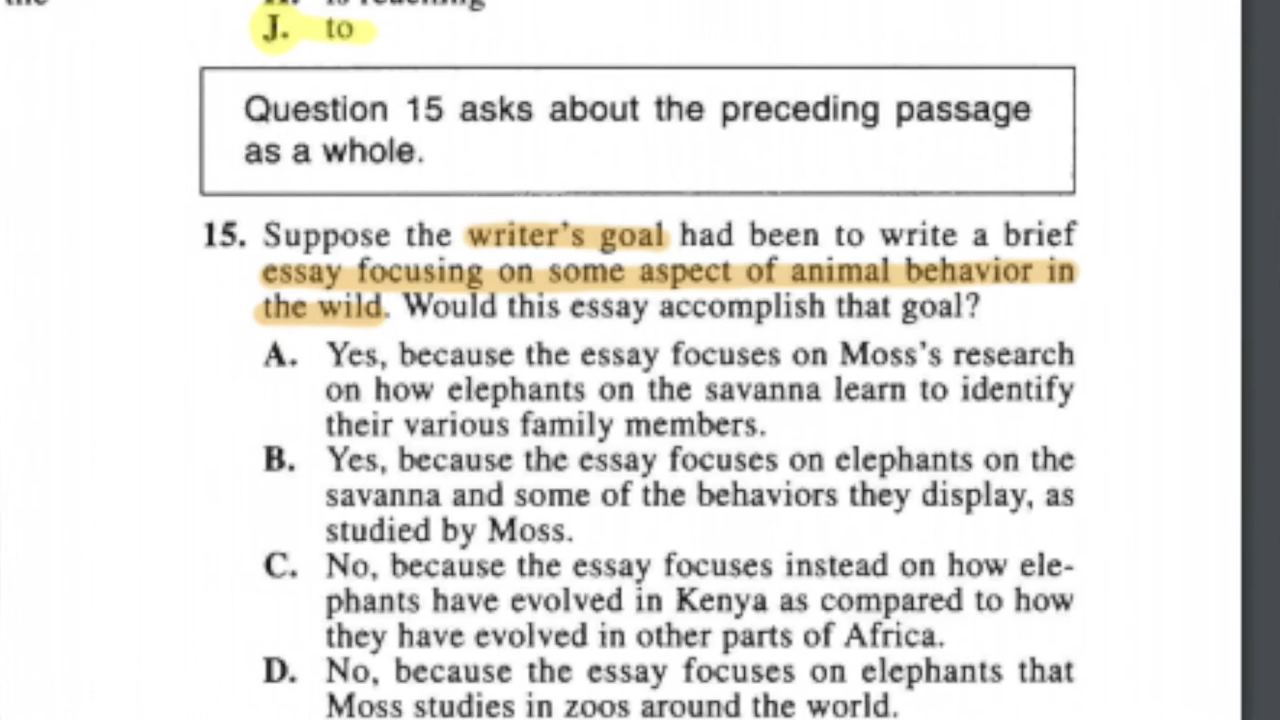 J. to
Question 15 asks about the preceding passage
as a whole.
15. Suppose the writer's goal had been to write a brief
essay focusing on some aspect of animal behavior in
the wild. Would this essay accomplish that goal?
A. Yes, because the essay focuses on Moss's research
on how elephants on the savanna learn to identify
their various family members.
B. Yes, because the essay focuses on elephants on the
savanna and some of the behaviors they display, as
studied by Moss.
C. No, because the essay focuses instead on how ele-
phants have evolved in Kenya as compared to how
they have evolved in other parts of Africa.
D. No, because the essay focuses on elephants that
Moss studies in zoos around the world.